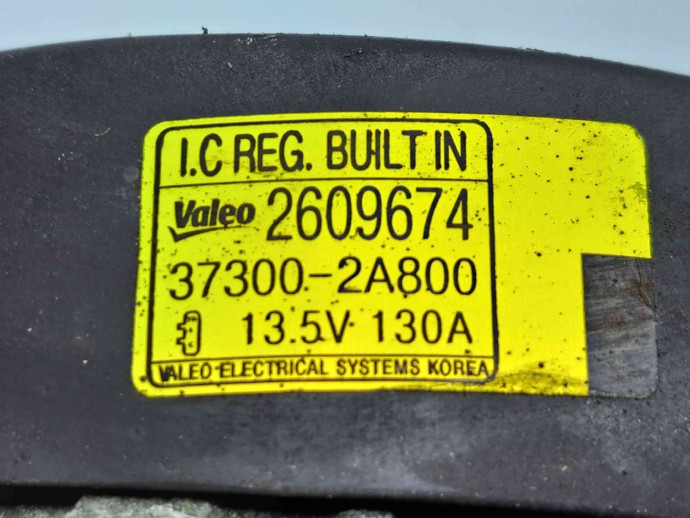 I.C REG. BUILT IN
Valeo 2609674
37300-2A800
13.5V 130A
VALEO ELECTRICAL SYSTEMS KOREA